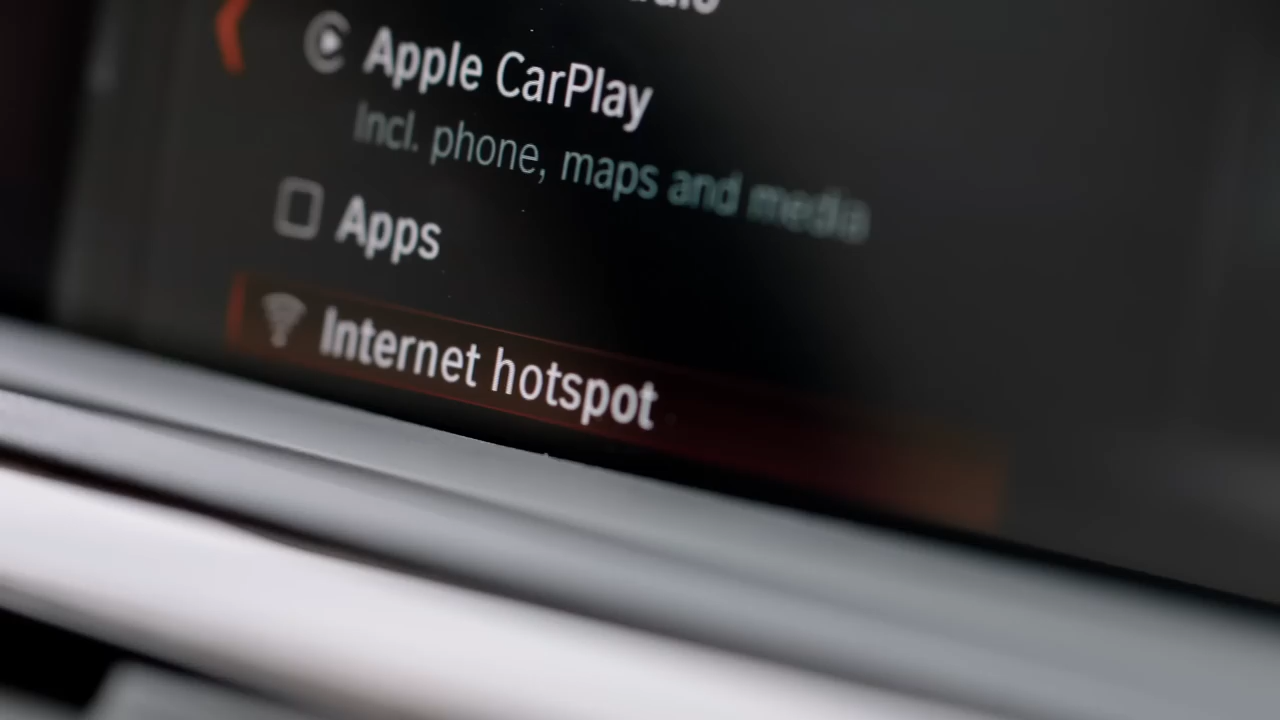 Apple CarPlay
Incl. phone, maps and media
Apps
Internet hotspot